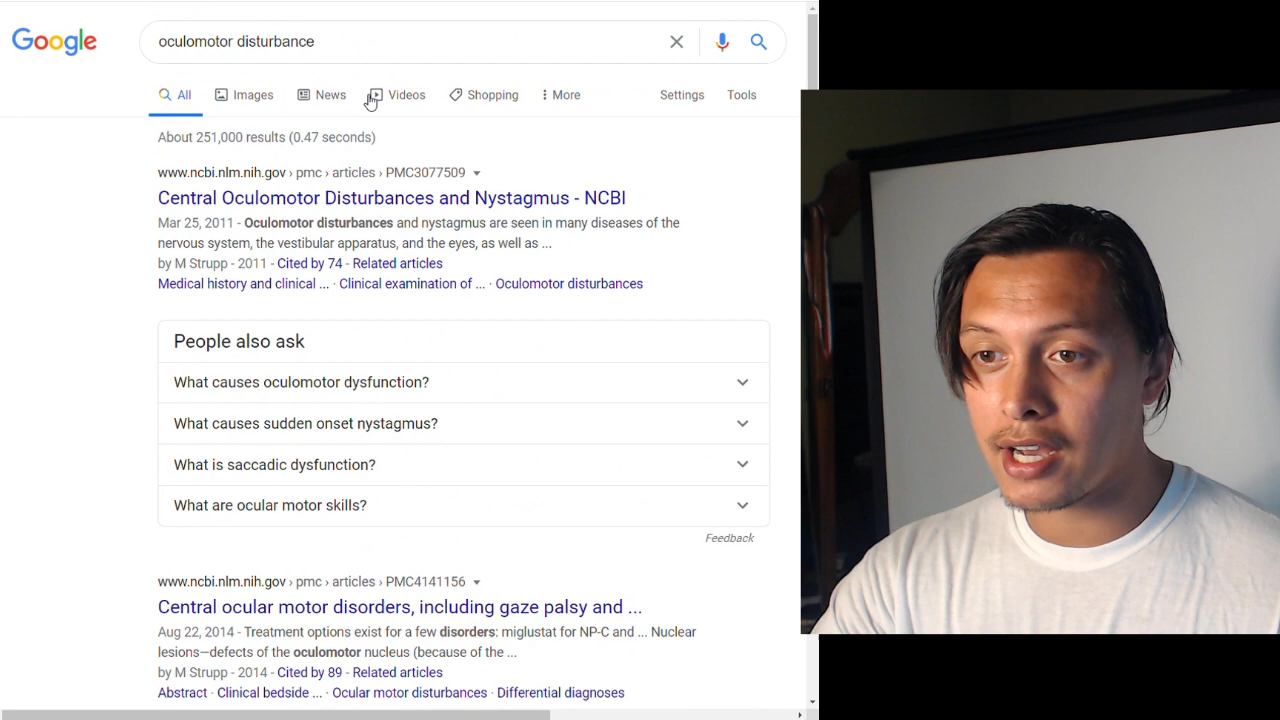 Google
oculomotor disturbance
All Images News Videos Shopping More Settings Tools
About 251,000 results (0.47 seconds)
www.ncbi.nlm.nih.gov › pmc › articles › PMC3077509
Central Oculomotor Disturbances and Nystagmus - NCBI
Mar 25, 2011 - Oculomotor disturbances and nystagmus are seen in many diseases of the
nervous system, the vestibular apparatus, and the eyes, as well as ...
by M Strupp - 2011 - Cited by 74 - Related articles
Medical history and clinical ... · Clinical examination of ... · Oculomotor disturbances
People also ask
What causes oculomotor dysfunction?
What causes sudden onset nystagmus?
What is saccadic dysfunction?
What are ocular motor skills?
Feedback
www.ncbi.nlm.nih.gov › pmc › articles › PMC4141156
Central ocular motor disorders, including gaze palsy and ...
Aug 22, 2014 - Treatment options exist for a few disorders: miglustat for NP-C and ... Nuclear
lesions—defects of the oculomotor nucleus (because of the ...
by M Strupp - 2014 - Cited by 89 - Related articles
Abstract · Clinical bedside ... · Ocular motor disturbances · Differential diagnoses